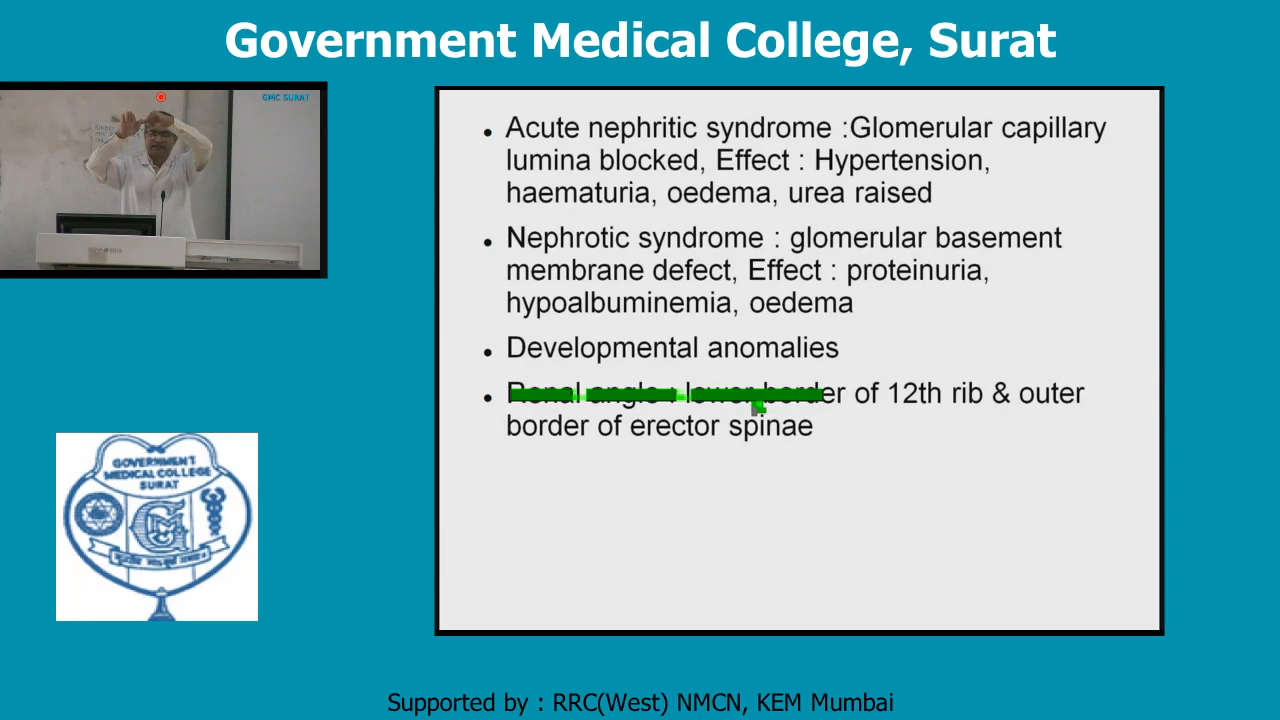 Government Medical College, Surat
GMC SURAT
• Acute nephritic syndrome :Glomerular capillary
lumina blocked, Effect : Hypertension,
haematuria, oedema, urea raised
• Nephrotic syndrome : glomerular basement
membrane defect, Effect : proteinuria,
hypoalbuminemia, oedema
• Developmental anomalies
• Renal angle : lower border of 12th rib & outer
border of erector spinae
GOVERNMENT
MEDICAL COLLEGE
SURAT
Supported by : RRC(West) NMCN, KEM Mumbai